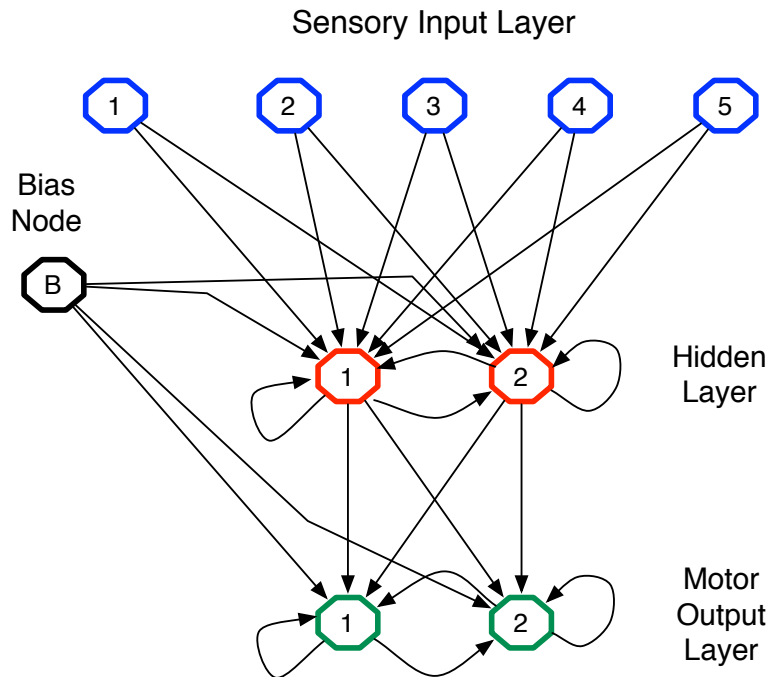 Sensory Input Layer
1 2 3 4 5
Bias
Node
B
1 2
Hidden
Layer
1 2
Motor
Output
Layer